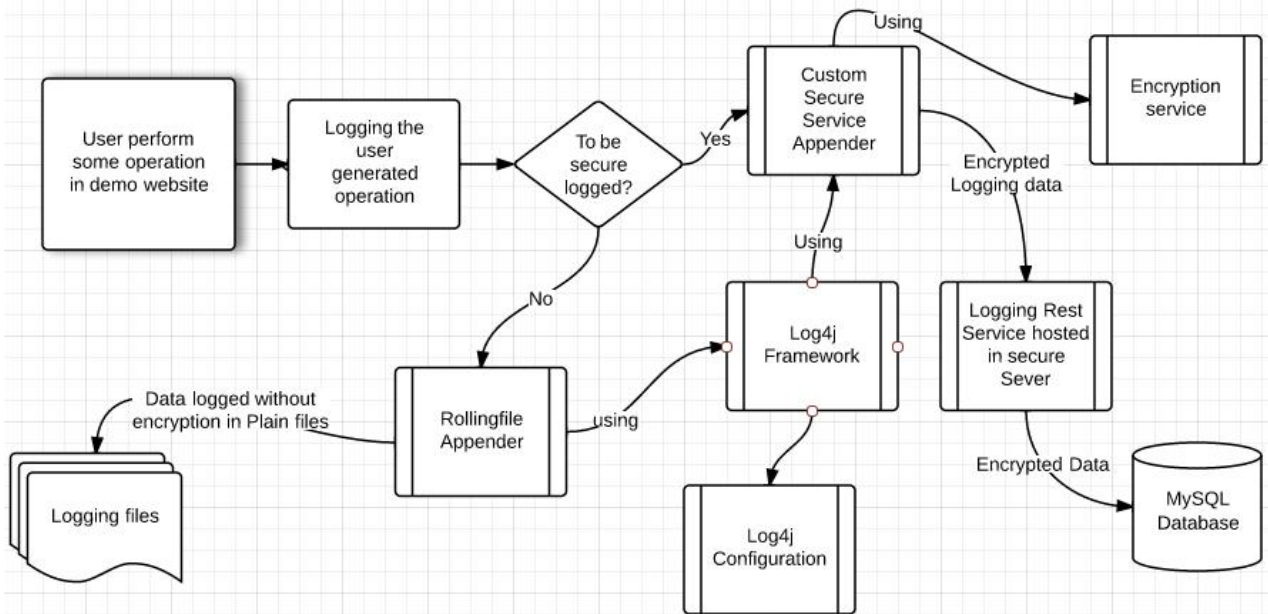 User perform
some operation
in demo website
Logging the
user
generated
operation
To be
secure
logged?
Yes
No
Custom
Secure
Service
Appender
Using
Encryption
service
Encrypted
Logging data
Using
Log4j
Framework
Logging Rest
Service hosted
in secure
Sever
Rollingfile
Appender
using
Data logged without
encryption in Plain files
Logging files
Log4j
Configuration
Encrypted Data
MySQL
Database